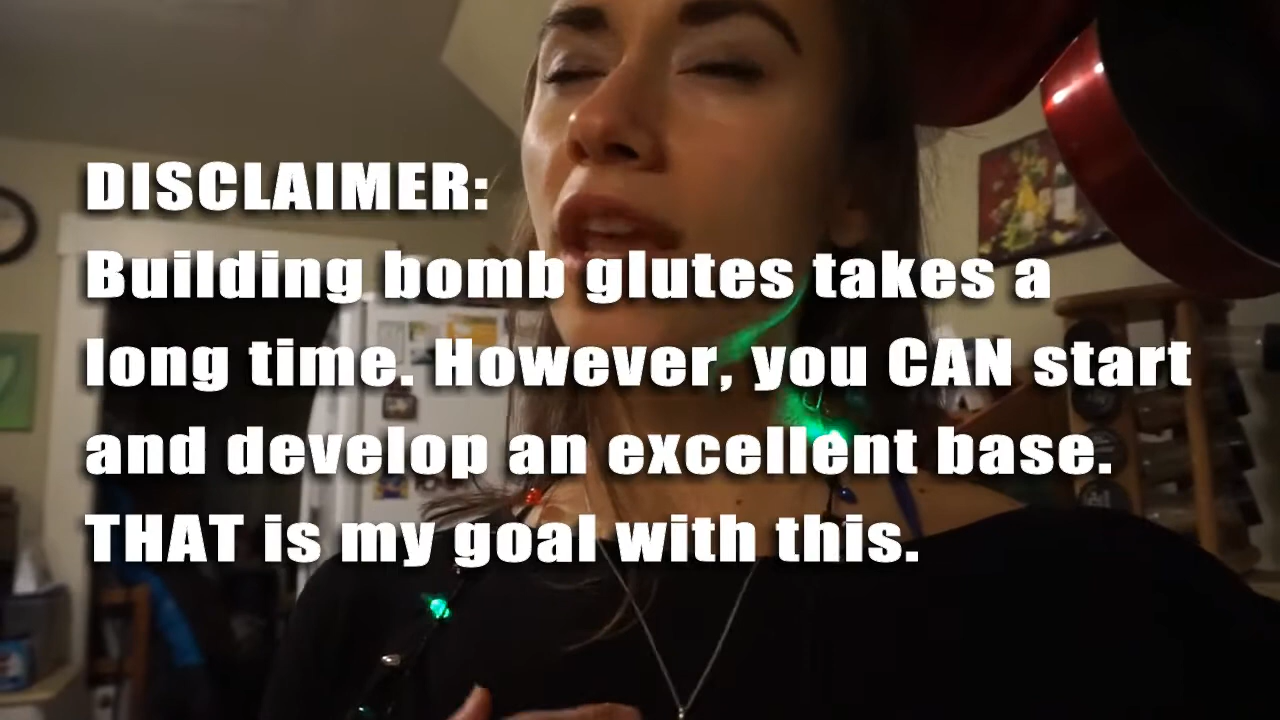 DISCLAIMER:
Building bomb glutes takes a
long time. However, you CAN start
and develop an excellent base.
THAT is my goal with this.